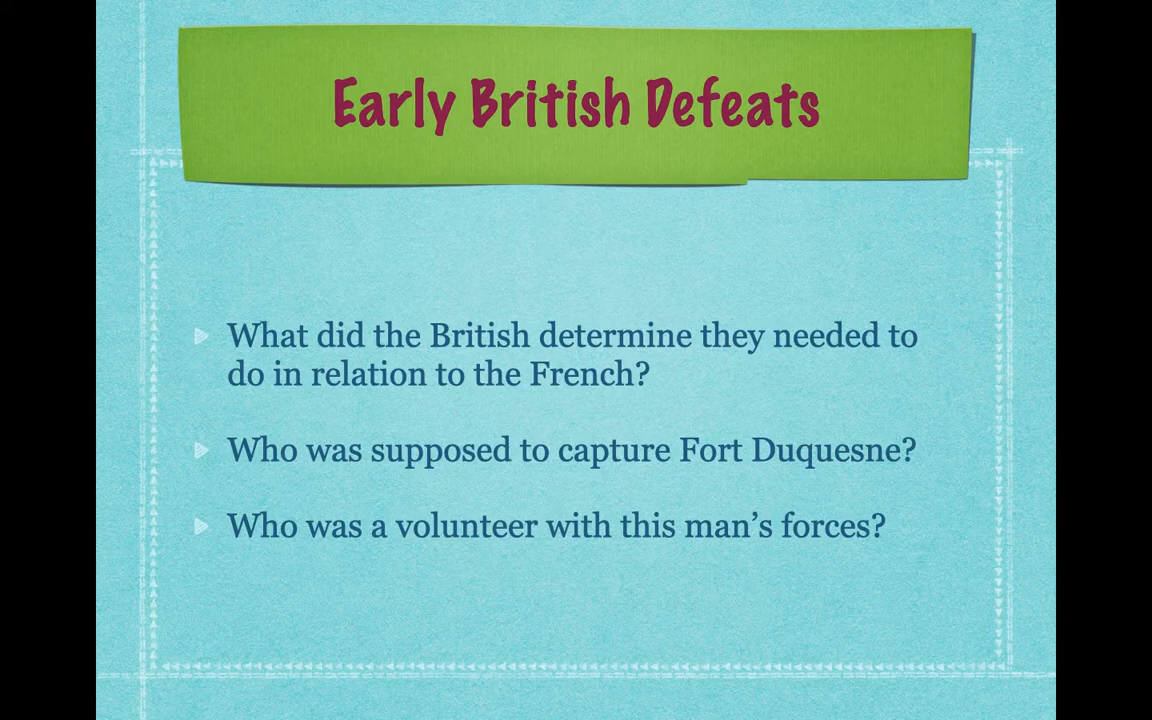 Early British Defeats
What did the British determine they needed to
do in relation to the French?
Who was supposed to capture Fort Duquesne?
Who was a volunteer with this man’s forces?